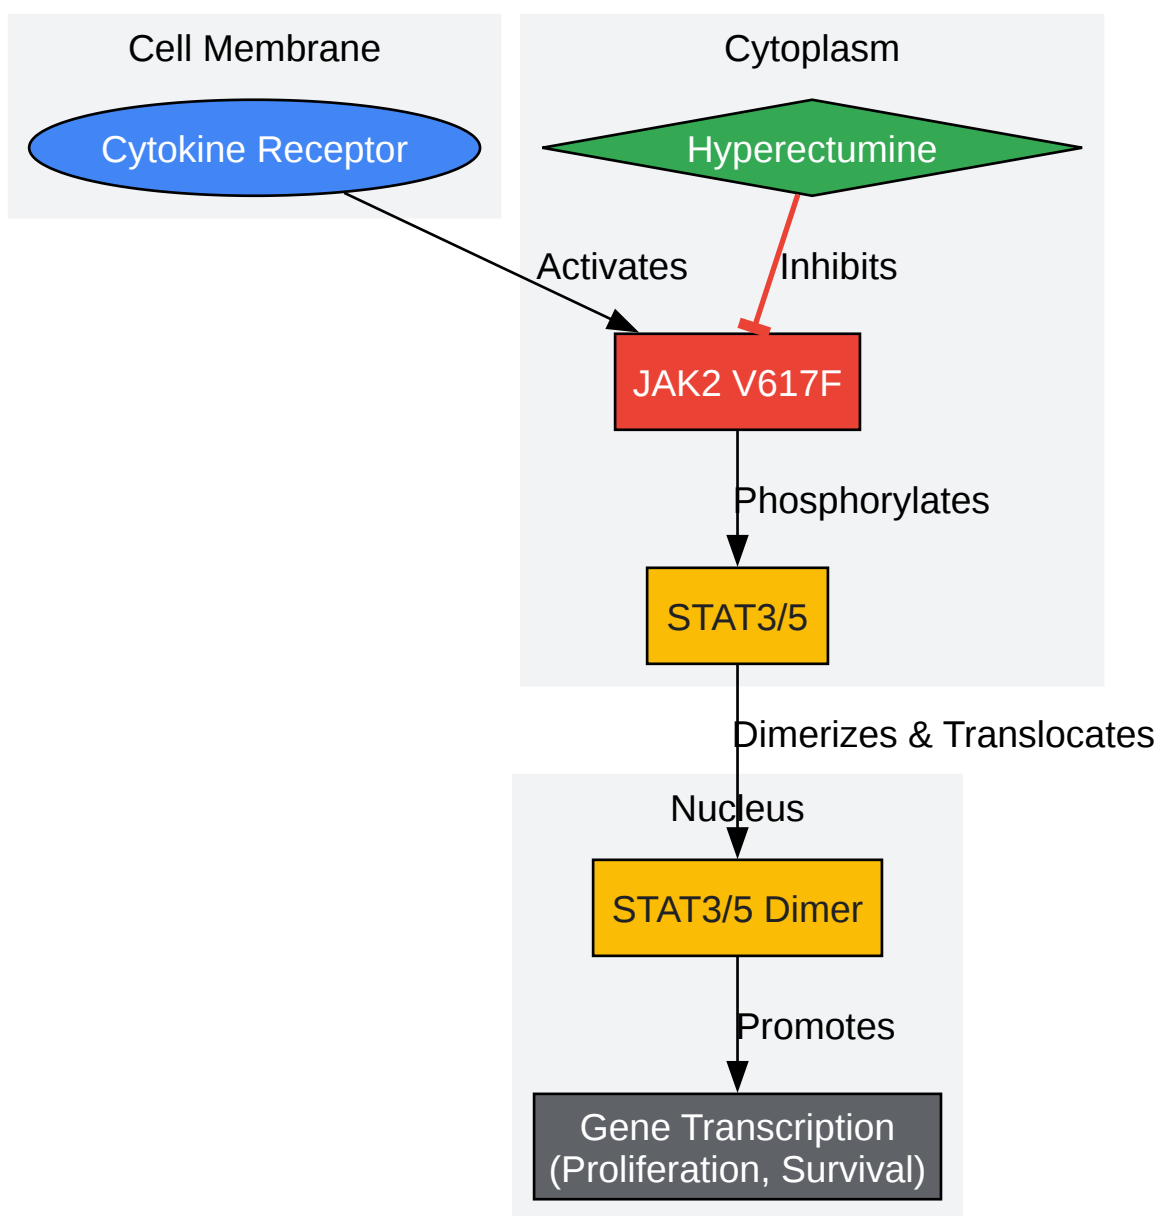 Cell Membrane
Cytoplasm
Cytokine Receptor
Hyperectumine
Activates
Inhibits
JAK2 V617F
Phosphorylates
STAT3/5
Dimerizes & Translocates
Nucleus
STAT3/5 Dimer
Promotes
Gene Transcription
(Proliferation, Survival)